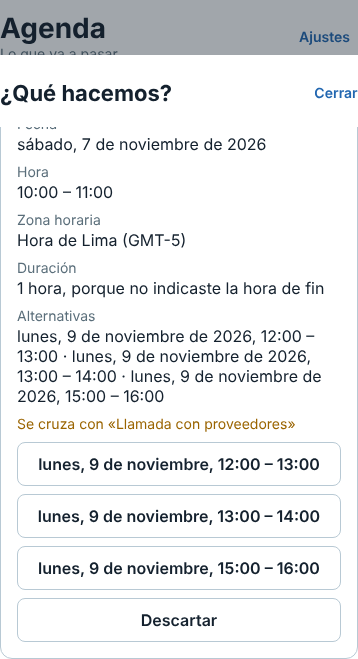 Agenda
Ajustes
Lo que va a pasar
¿Qué hacemos?
Cerrar
Fecha
sábado, 7 de noviembre de 2026
Hora
10:00 – 11:00
Zona horaria
Hora de Lima (GMT-5)
Duración
1 hora, porque no indicaste la hora de fin
Alternativas
lunes, 9 de noviembre de 2026, 12:00 –
13:00 · lunes, 9 de noviembre de 2026,
13:00 – 14:00 · lunes, 9 de noviembre de
2026, 15:00 – 16:00
Se cruza con «Llamada con proveedores»
lunes, 9 de noviembre, 12:00 – 13:00
lunes, 9 de noviembre, 13:00 – 14:00
lunes, 9 de noviembre, 15:00 – 16:00
Descartar